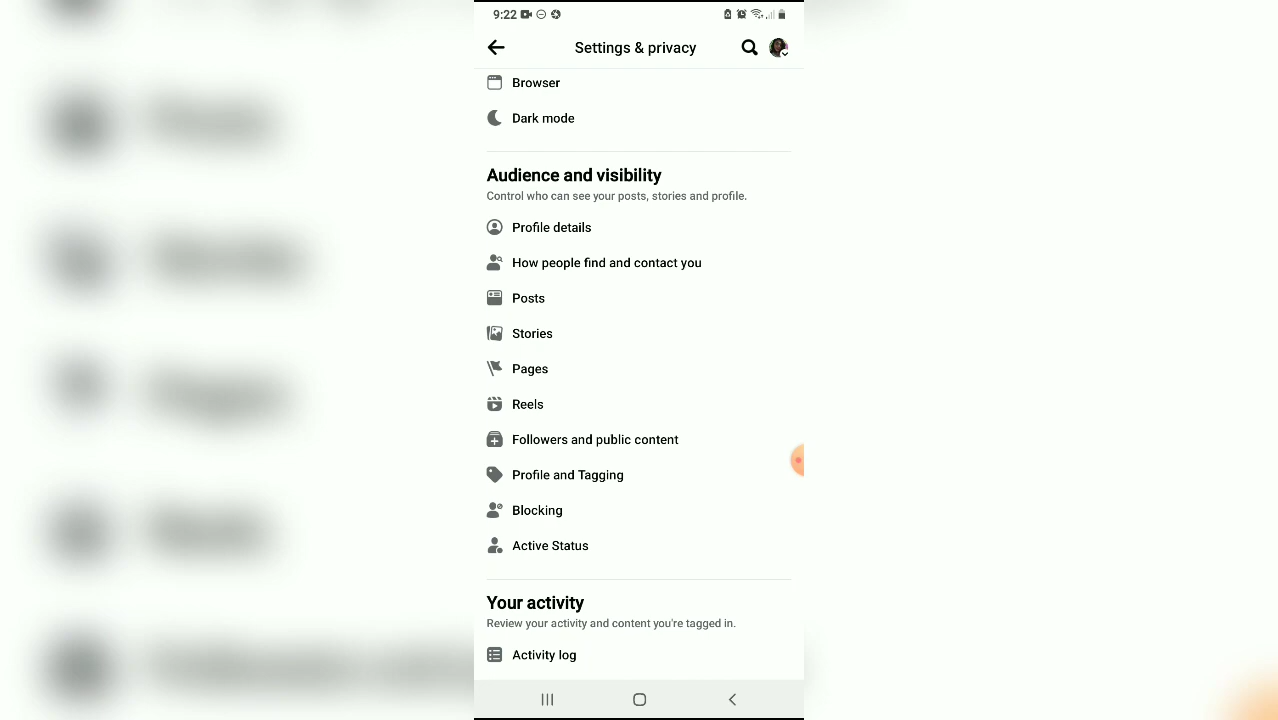 9:22
Settings & privacy
Browser
Dark mode
Audience and visibility
Control who can see your posts, stories and profile.
Profile details
How people find and contact you
Posts
Stories
Pages
Reels
Followers and public content
Profile and Tagging
Blocking
Active Status
Your activity
Review your activity and content you're tagged in.
Activity log